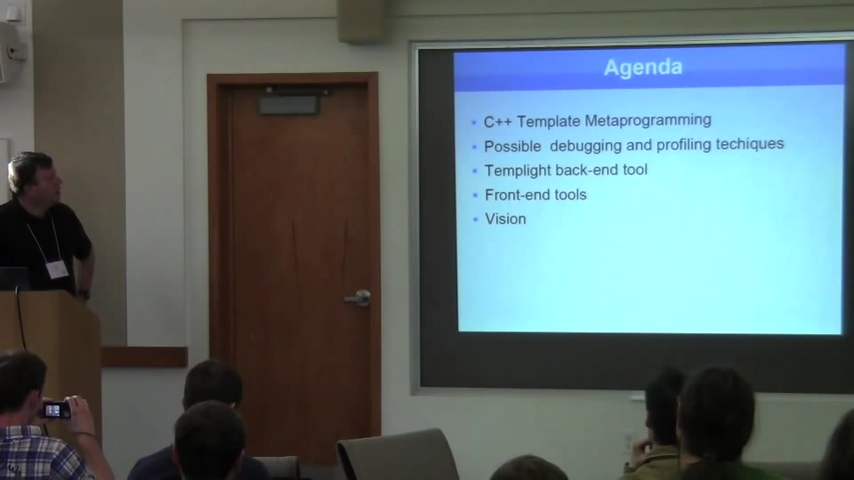 Agenda
C++ Template Metaprogramming
Possible debugging and profiling techiques
Templight back-end tool
Front-end tools
Vision